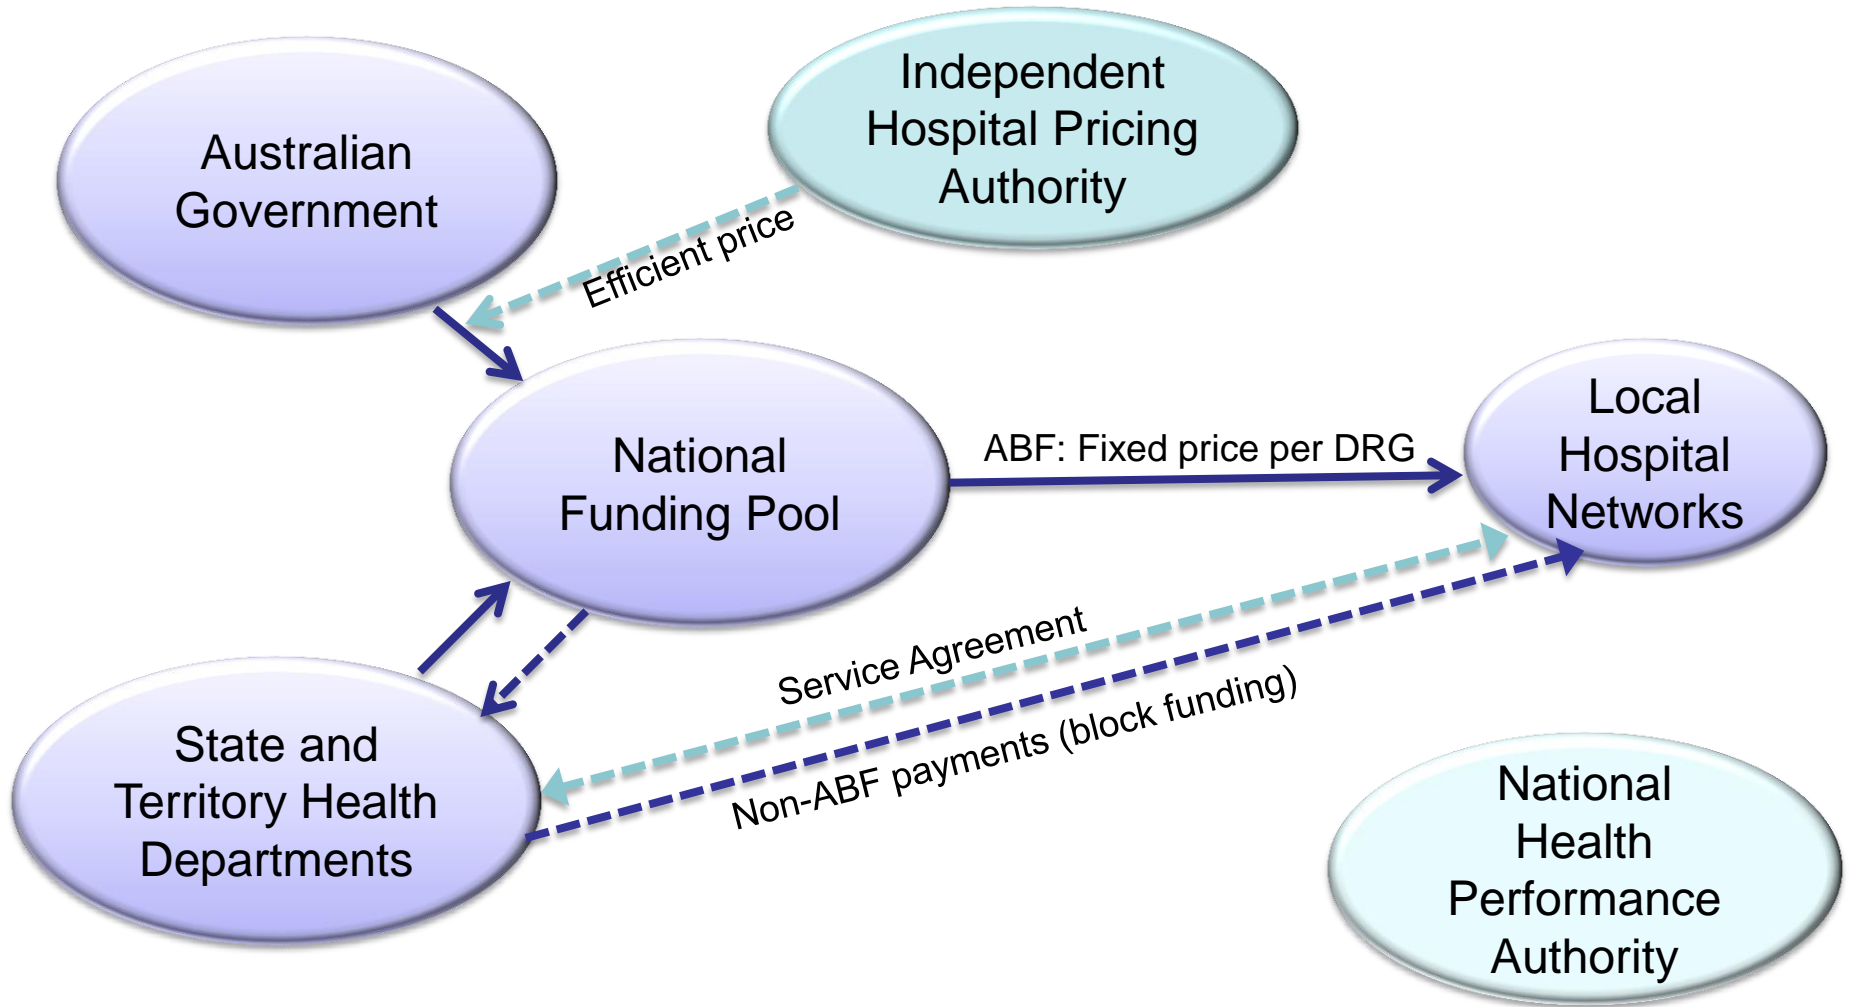 Australian
Government
Independent
Hospital Pricing
Authority
Efficient price
National
Funding Pool
ABF: Fixed price per DRG
Local
Hospital
Networks
Service Agreement
Non-ABF payments (block funding)
State and
Territory Health
Departments
National
Health
Performance
Authority